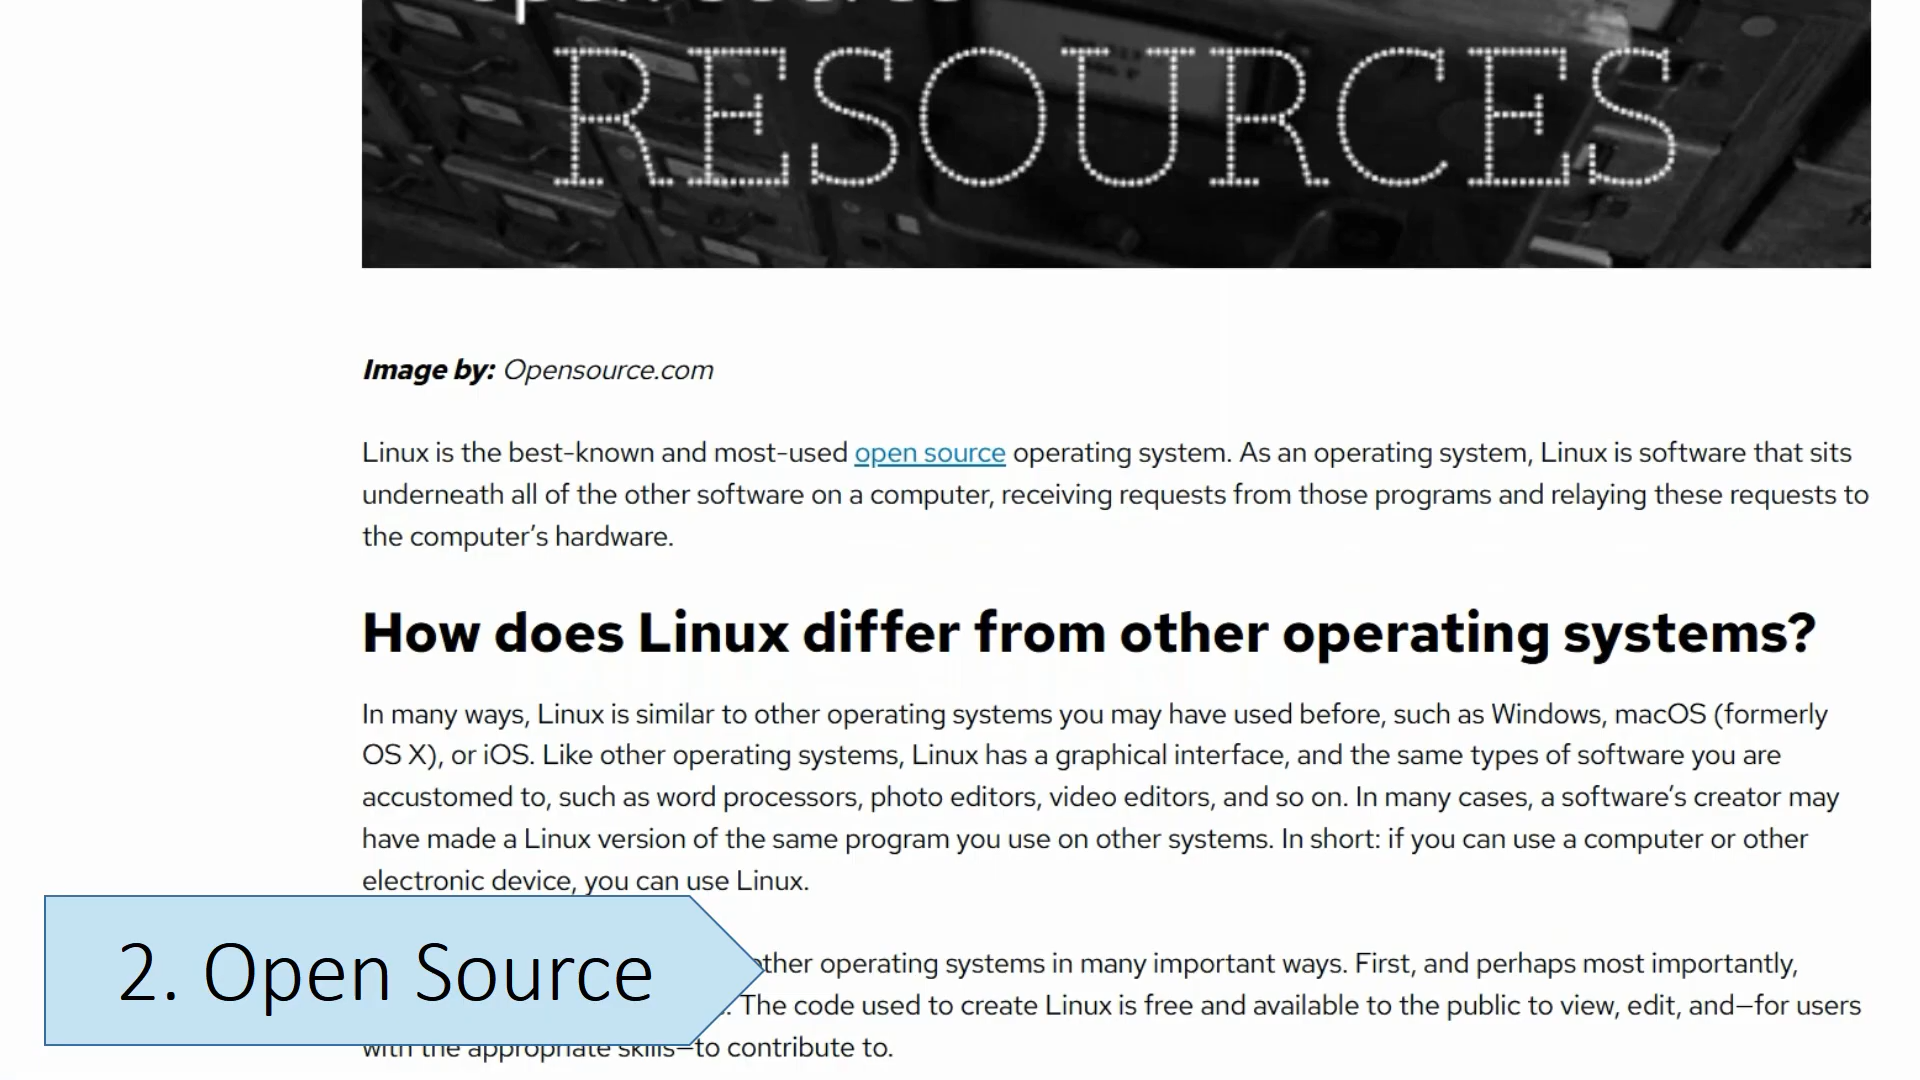 RESOURCES
Image by: Opensource.com
Linux is the best-known and most-used open source operating system. As an operating system, Linux is software that sits
underneath all of the other software on a computer, receiving requests from those programs and relaying these requests to
the computer’s hardware.
How does Linux differ from other operating systems?
In many ways, Linux is similar to other operating systems you may have used before, such as Windows, macOS (formerly
OS X), or iOS. Like other operating systems, Linux has a graphical interface, and the same types of software you are
accustomed to, such as word processors, photo editors, video editors, and so on. In many cases, a software’s creator may
have made a Linux version of the same program you use on other systems. In short: if you can use a computer or other
electronic device, you can use Linux.
other operating systems in many important ways. First, and perhaps most importantly,
The code used to create Linux is free and available to the public to view, edit, and—for users
with the appropriate skills—to contribute to.
2. Open Source